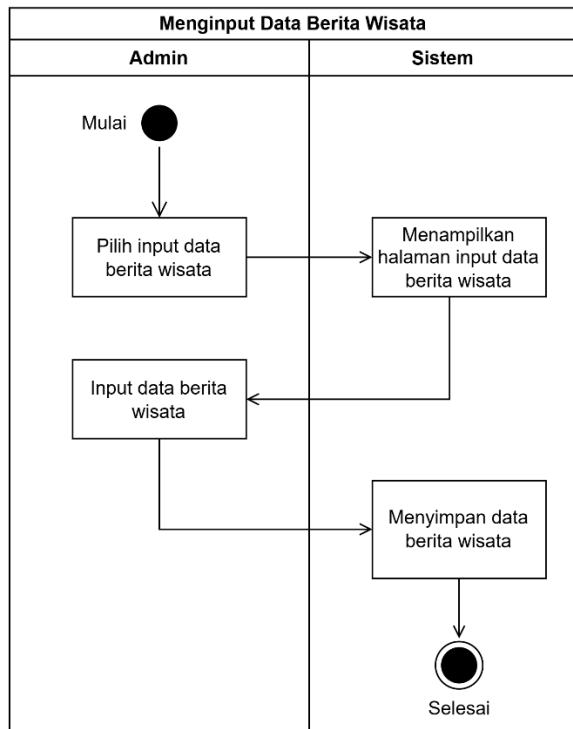 Menginput Data Berita Wisata
Admin
Sistem
Mulai
Pilih input data
berita wisata
Menampilkan
halaman input data
berita wisata
Input data berita
wisata
Menyimpan data
berita wisata
Selesai